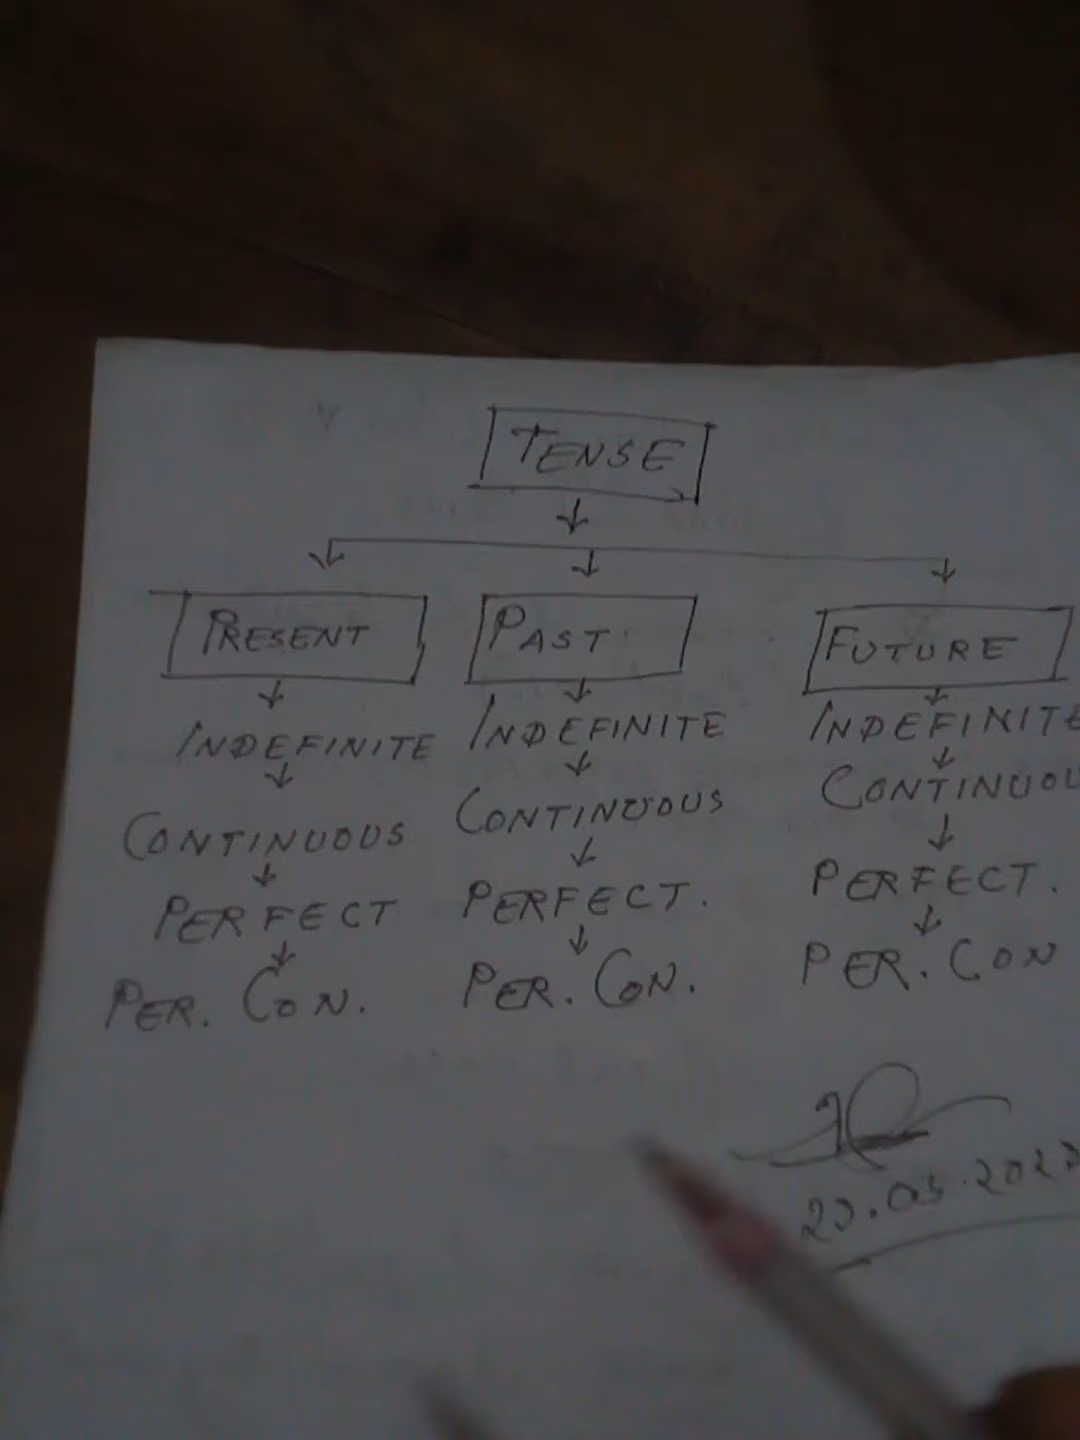 TENSE
PRESENT PAST FUTURE
INDEFINITE INDEFINITE INDEFINITE
CONTINUOUS CONTINUOUS CONTINUOU
PERFECT PERFECT. PERFECT.
PER. CON. PER. CON. PER. CON